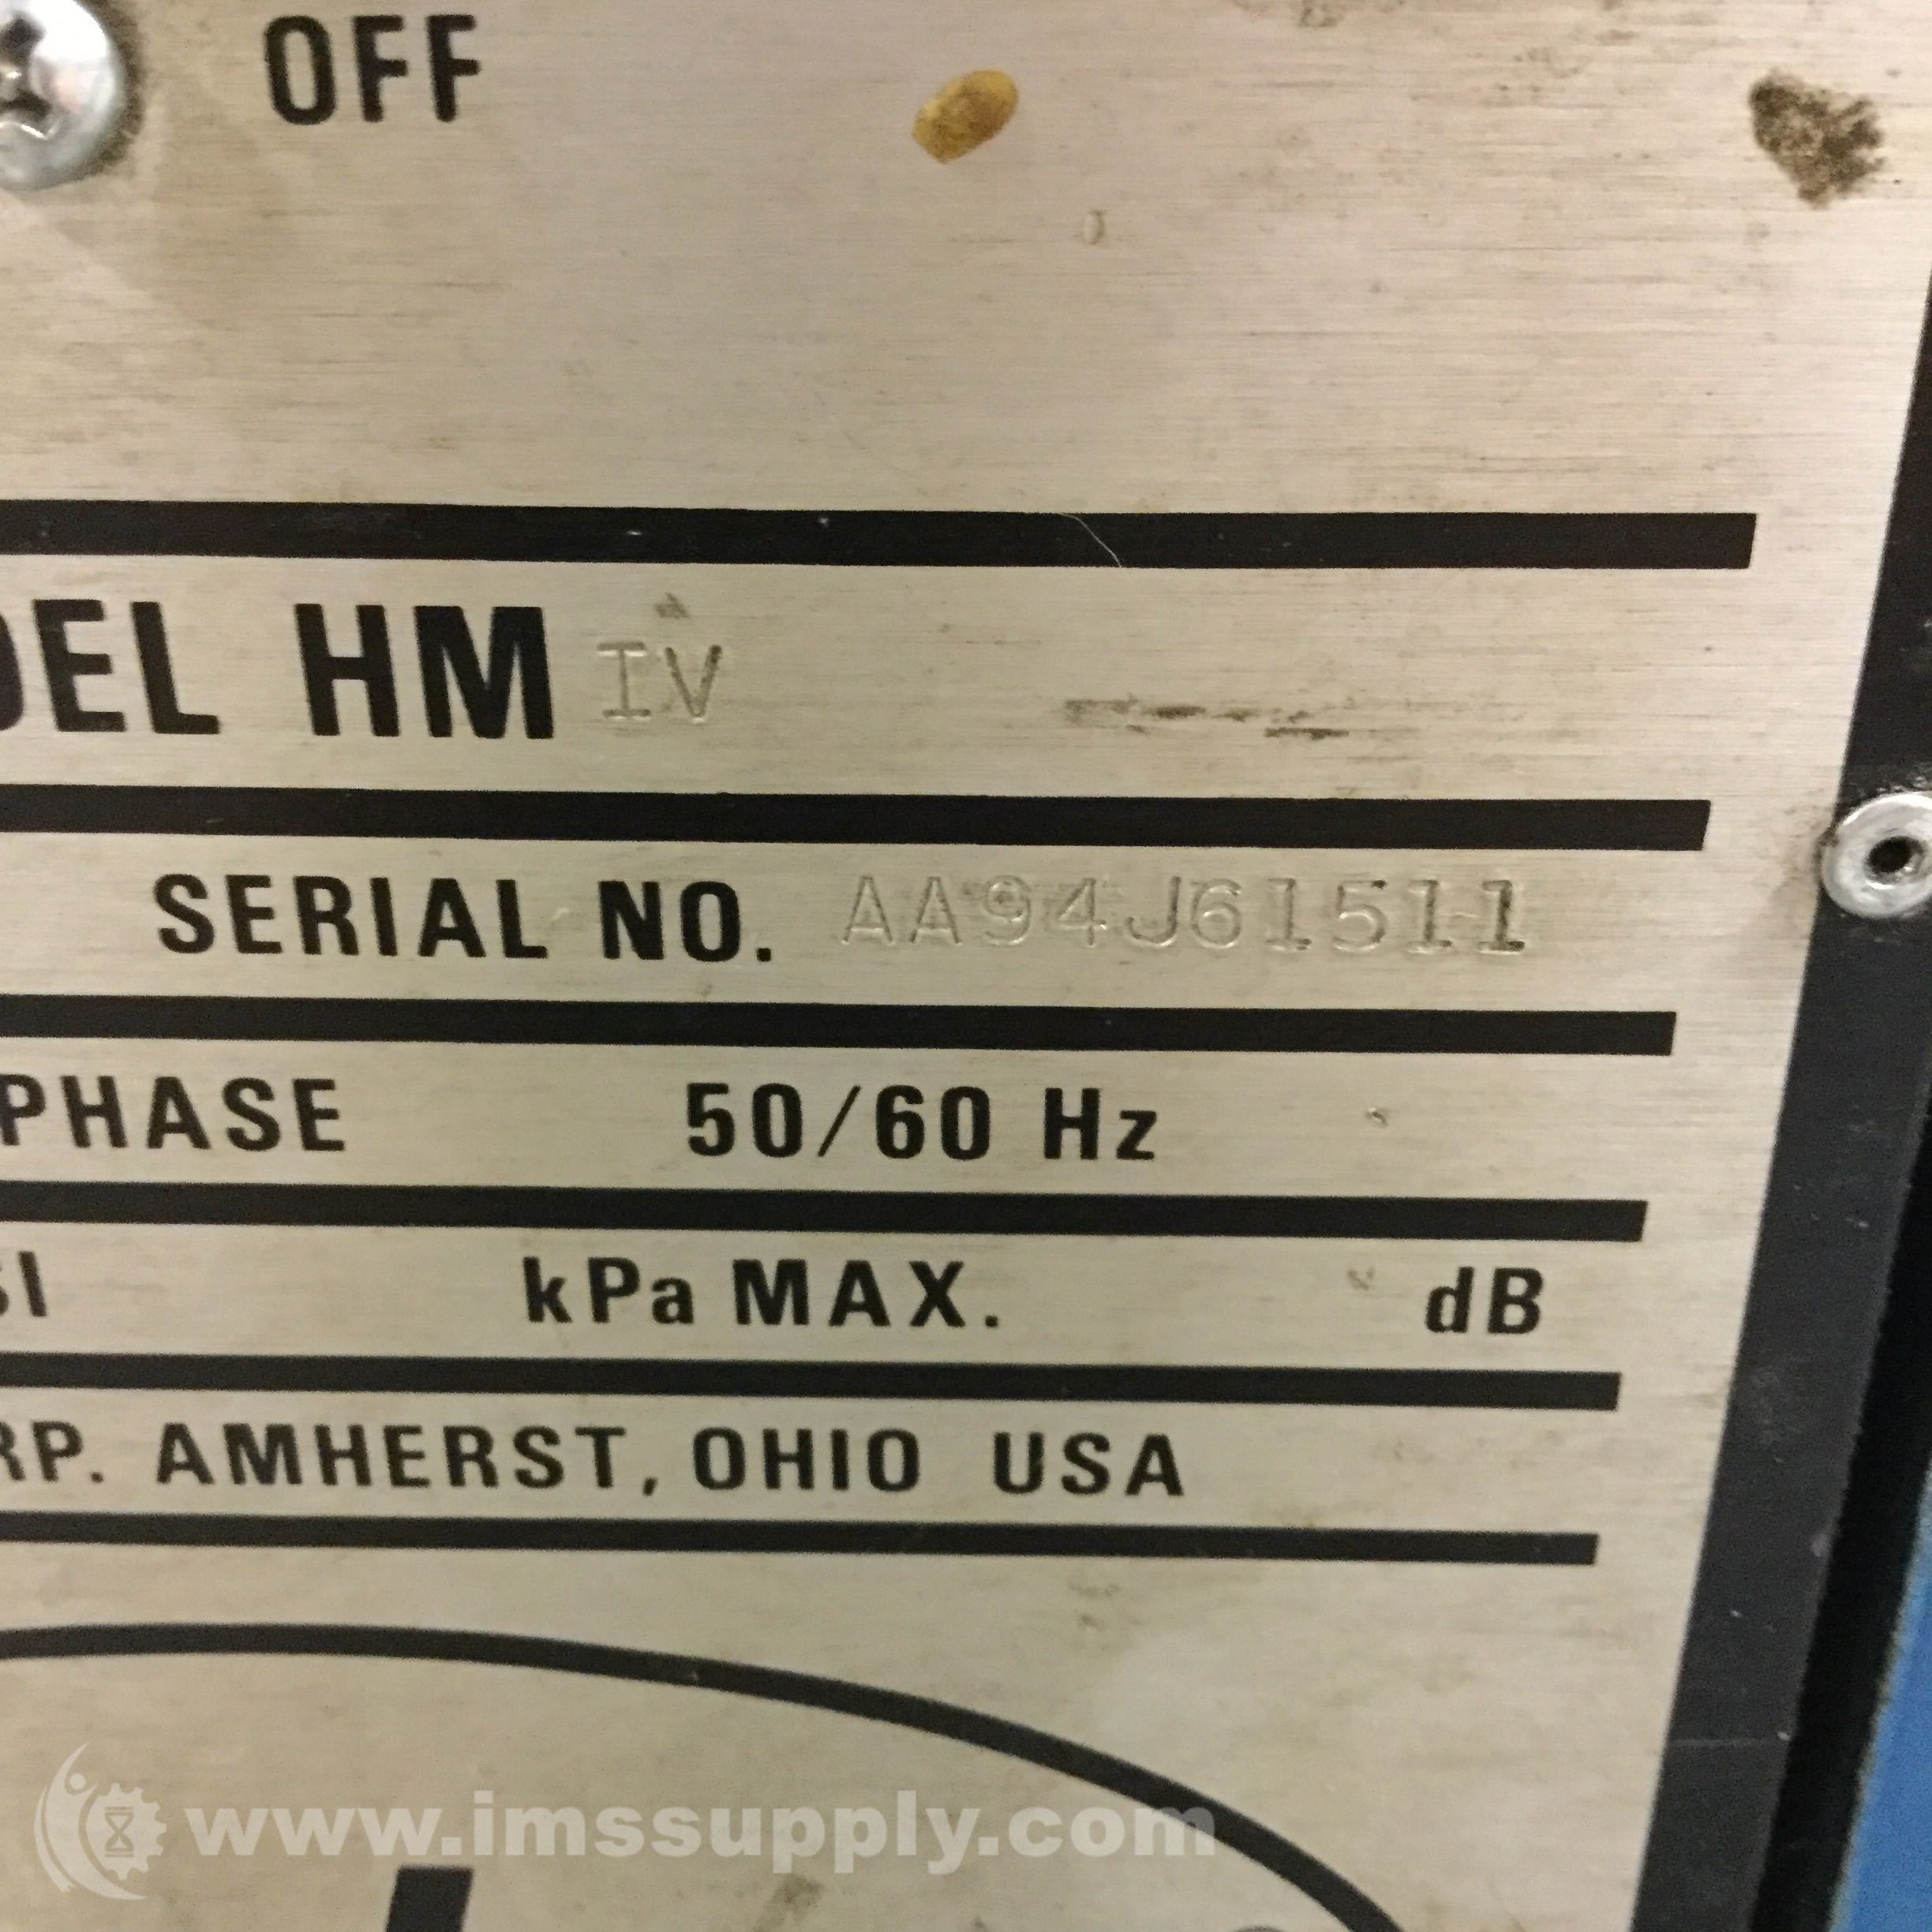 OFF
DEL HM IV
SERIAL NO. AA94J61511
PHASE 50/60 Hz
SI kPa MAX. dB
RP. AMHERST, OHIO USA
www.imssupply.com